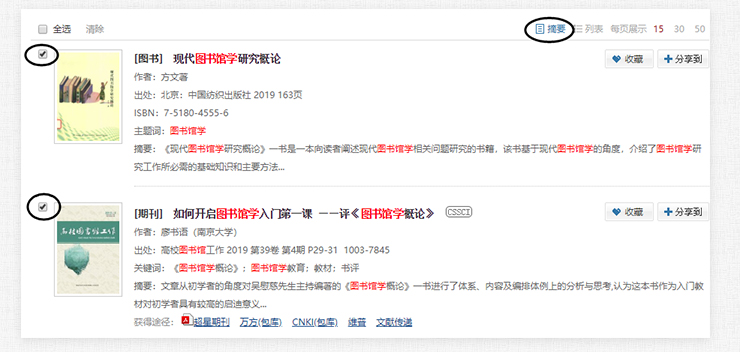 全选 清除 摘要 列表 每页展示 15 30 50
[图书] 现代图书馆学研究概论 收藏 分享到
作者：方文著
出处：北京：中国纺织出版社 2019 163页
ISBN：7-5180-4555-6
主题词：图书馆学
摘要：《现代图书馆学研究概论》一书是一本向读者阐述现代图书馆学相关问题研究的书籍，该书基于现代图书馆学的角度，介绍了图书馆学研
究工作所必需的基础知识和主要方法...
[期刊] 如何开启图书馆学入门第一课 ——评《图书馆学概论》 CSSCI 收藏 分享到
作者：廖书语（南京大学）
出处：高校图书馆工作 2019 第39卷 第4期 P29-31 1003-7845
关键词：《图书馆学概论》；图书馆学教育；教材；书评
摘要：文章从初学者的角度对吴慰慈先生主持编著的《图书馆学概论》一书进行了体系、内容及编排体例上的分析与思考,认为这本书作为入门教
材对初学者具有较高的启迪意义...
获得途径：超星期刊 万方(包库) CNKI(包库) 维普 文献传递